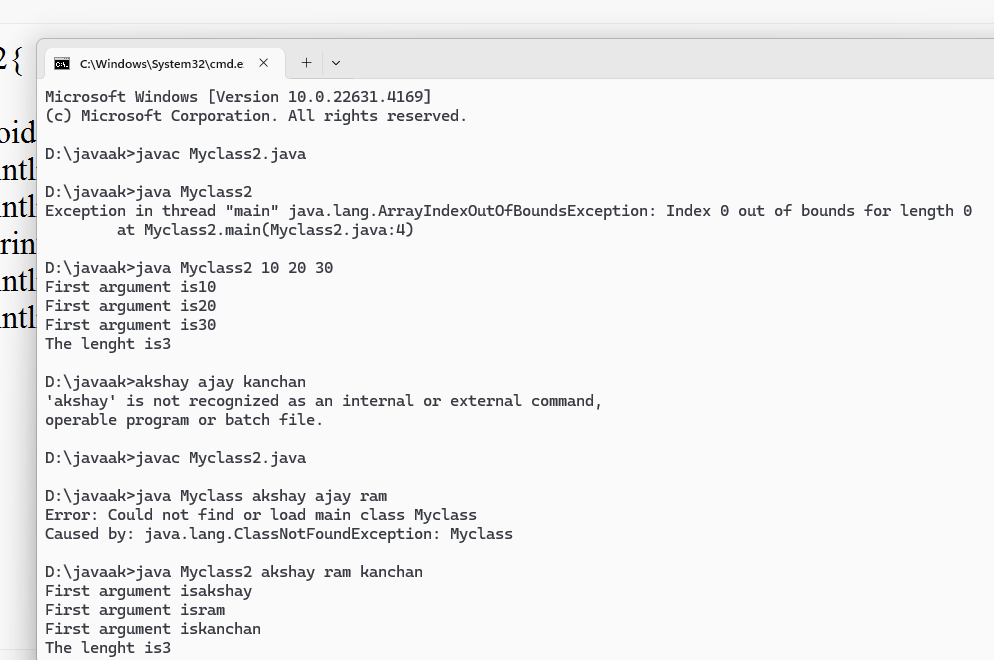 2{
C:\Windows\System32\cmd.e
Microsoft Windows [Version 10.0.22631.4169]
(c) Microsoft Corporation. All rights reserved.
oid
D:\javaak>javac Myclass2.java
ntl
D:\javaak>java Myclass2
ntl
Exception in thread "main" java.lang.ArrayIndexOutOfBoundsException: Index 0 out of bounds for length 0
at Myclass2.main(Myclass2.java:4)
rin
D:\javaak>java Myclass2 10 20 30
ntl
First argument is10
First argument is20
ntl
First argument is30
The lenght is3
D:\javaak>akshay ajay kanchan
'akshay' is not recognized as an internal or external command,
operable program or batch file.
D:\javaak>javac Myclass2.java
D:\javaak>java Myclass akshay ajay ram
Error: Could not find or load main class Myclass
Caused by: java.lang.ClassNotFoundException: Myclass
D:\javaak>java Myclass2 akshay ram kanchan
First argument isakshay
First argument isram
First argument iskanchan
The lenght is3